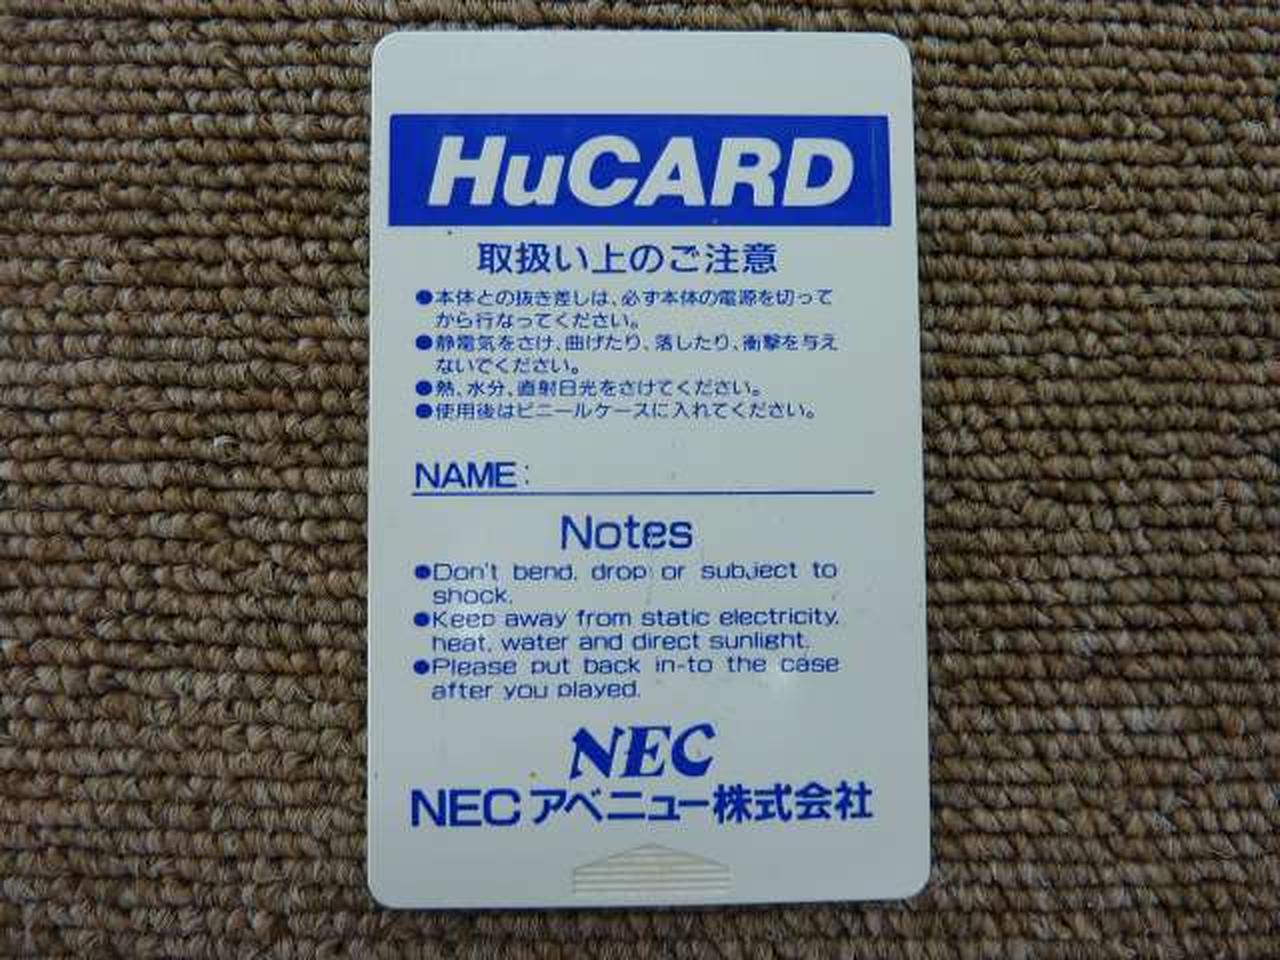 HuCARD
取扱い上のご注意
●本体との抜き差しは、必ず本体の電源を切って
から行なってください。
●静電気をさけ、曲げたり、落したり、衝撃を与え
ないでください。
●熱、水分、直射日光をさけてください。
●使用後はビニールケースに入れてください。
NAME:
Notes
●Don't bend, drop or subject to
shock.
●Keep away from static electricity,
heat, water and direct sunlight.
●Please put back in-to the case
after you played.
NEC
NECアベニュー株式会社